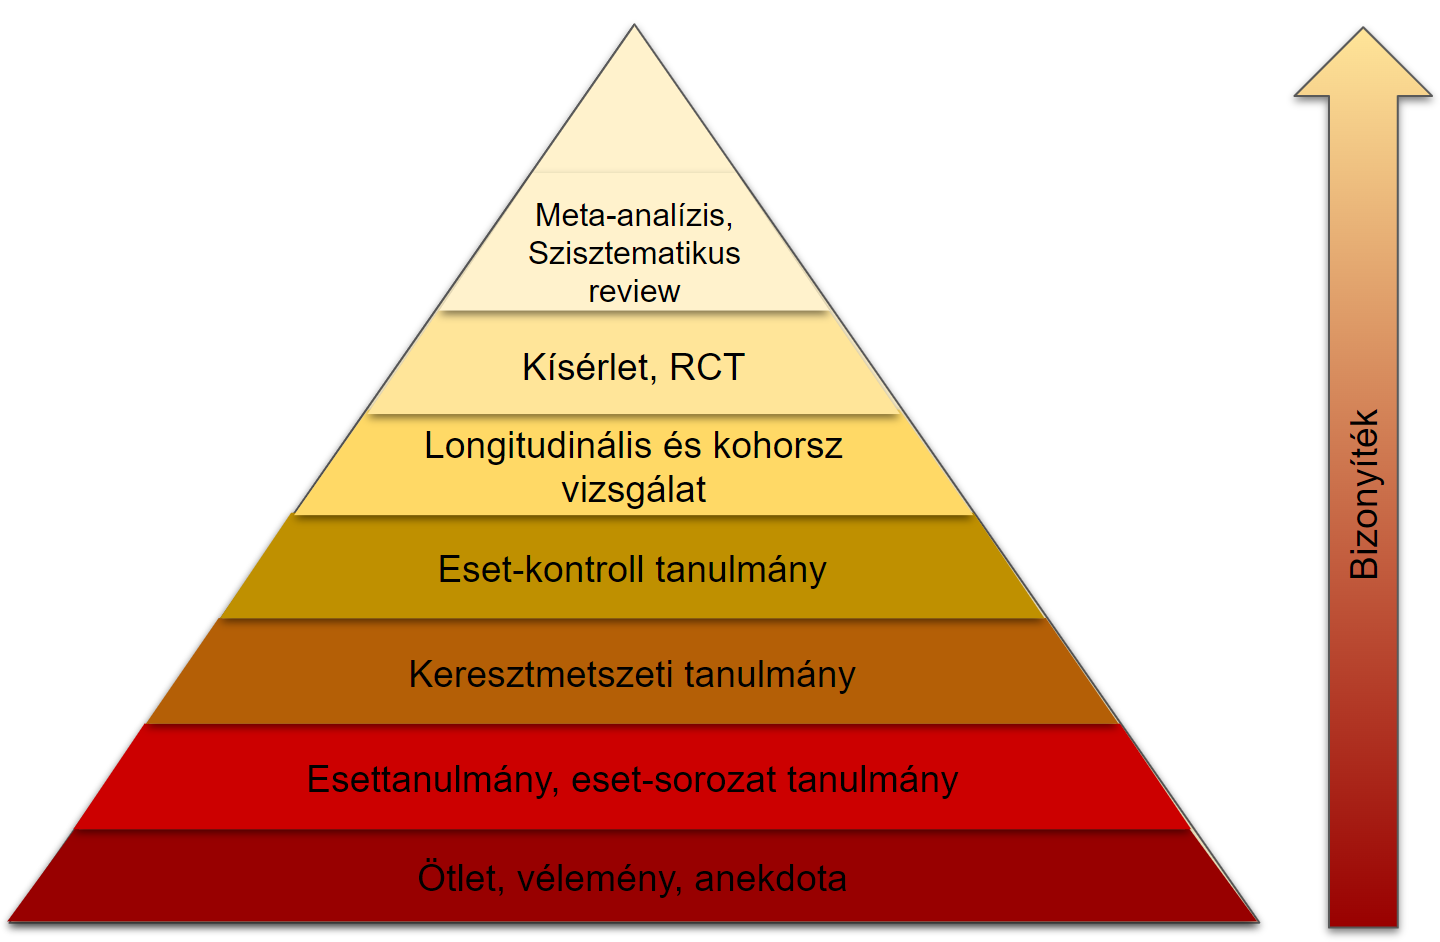 Meta-analízis,
Szisztematikus
review
Kísérlet, RCT
Longitudinális és kohorsz
vizsgálat
Eset-kontroll tanulmány
Keresztmetszeti tanulmány
Esettanulmány, eset-sorozat tanulmány
Ötlet, vélemény, anekdota
Bizonyíték